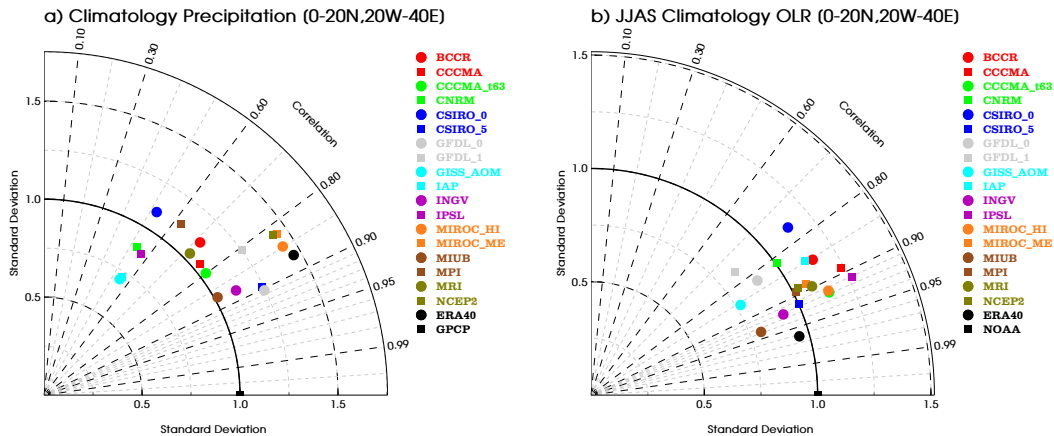 a) Climatology Precipitation [0-20N,20W-40E]
0.10
0.30
0.60
Correlation
0.80
0.90
0.95
0.99
1.5
1.0
0.5
Standard Deviation
0.5
1.0
1.5
Standard Deviation
BCCR
CCCMA
CCCMA_t63
CNRM
CSIRO_0
CSIRO_5
GFDL_0
GFDL_1
GISS_AOM
IAP
INGV
IPSL
MIROC_HI
MIROC_ME
MIUB
MPI
MRI
NCEP2
ERA40
GPCP
b) JJAS Climatology OLR [0-20N,20W-40E]
0.10
0.30
0.60
Correlation
0.80
0.90
0.95
0.99
1.5
1.0
0.5
Standard Deviation
0.5
1.0
1.5
Standard Deviation
BCCR
CCCMA
CCCMA_t63
CNRM
CSIRO_0
CSIRO_5
GFDL_0
GFDL_1
GISS_AOM
IAP
INGV
IPSL
MIROC_HI
MIROC_ME
MIUB
MPI
MRI
NCEP2
ERA40
NOAA